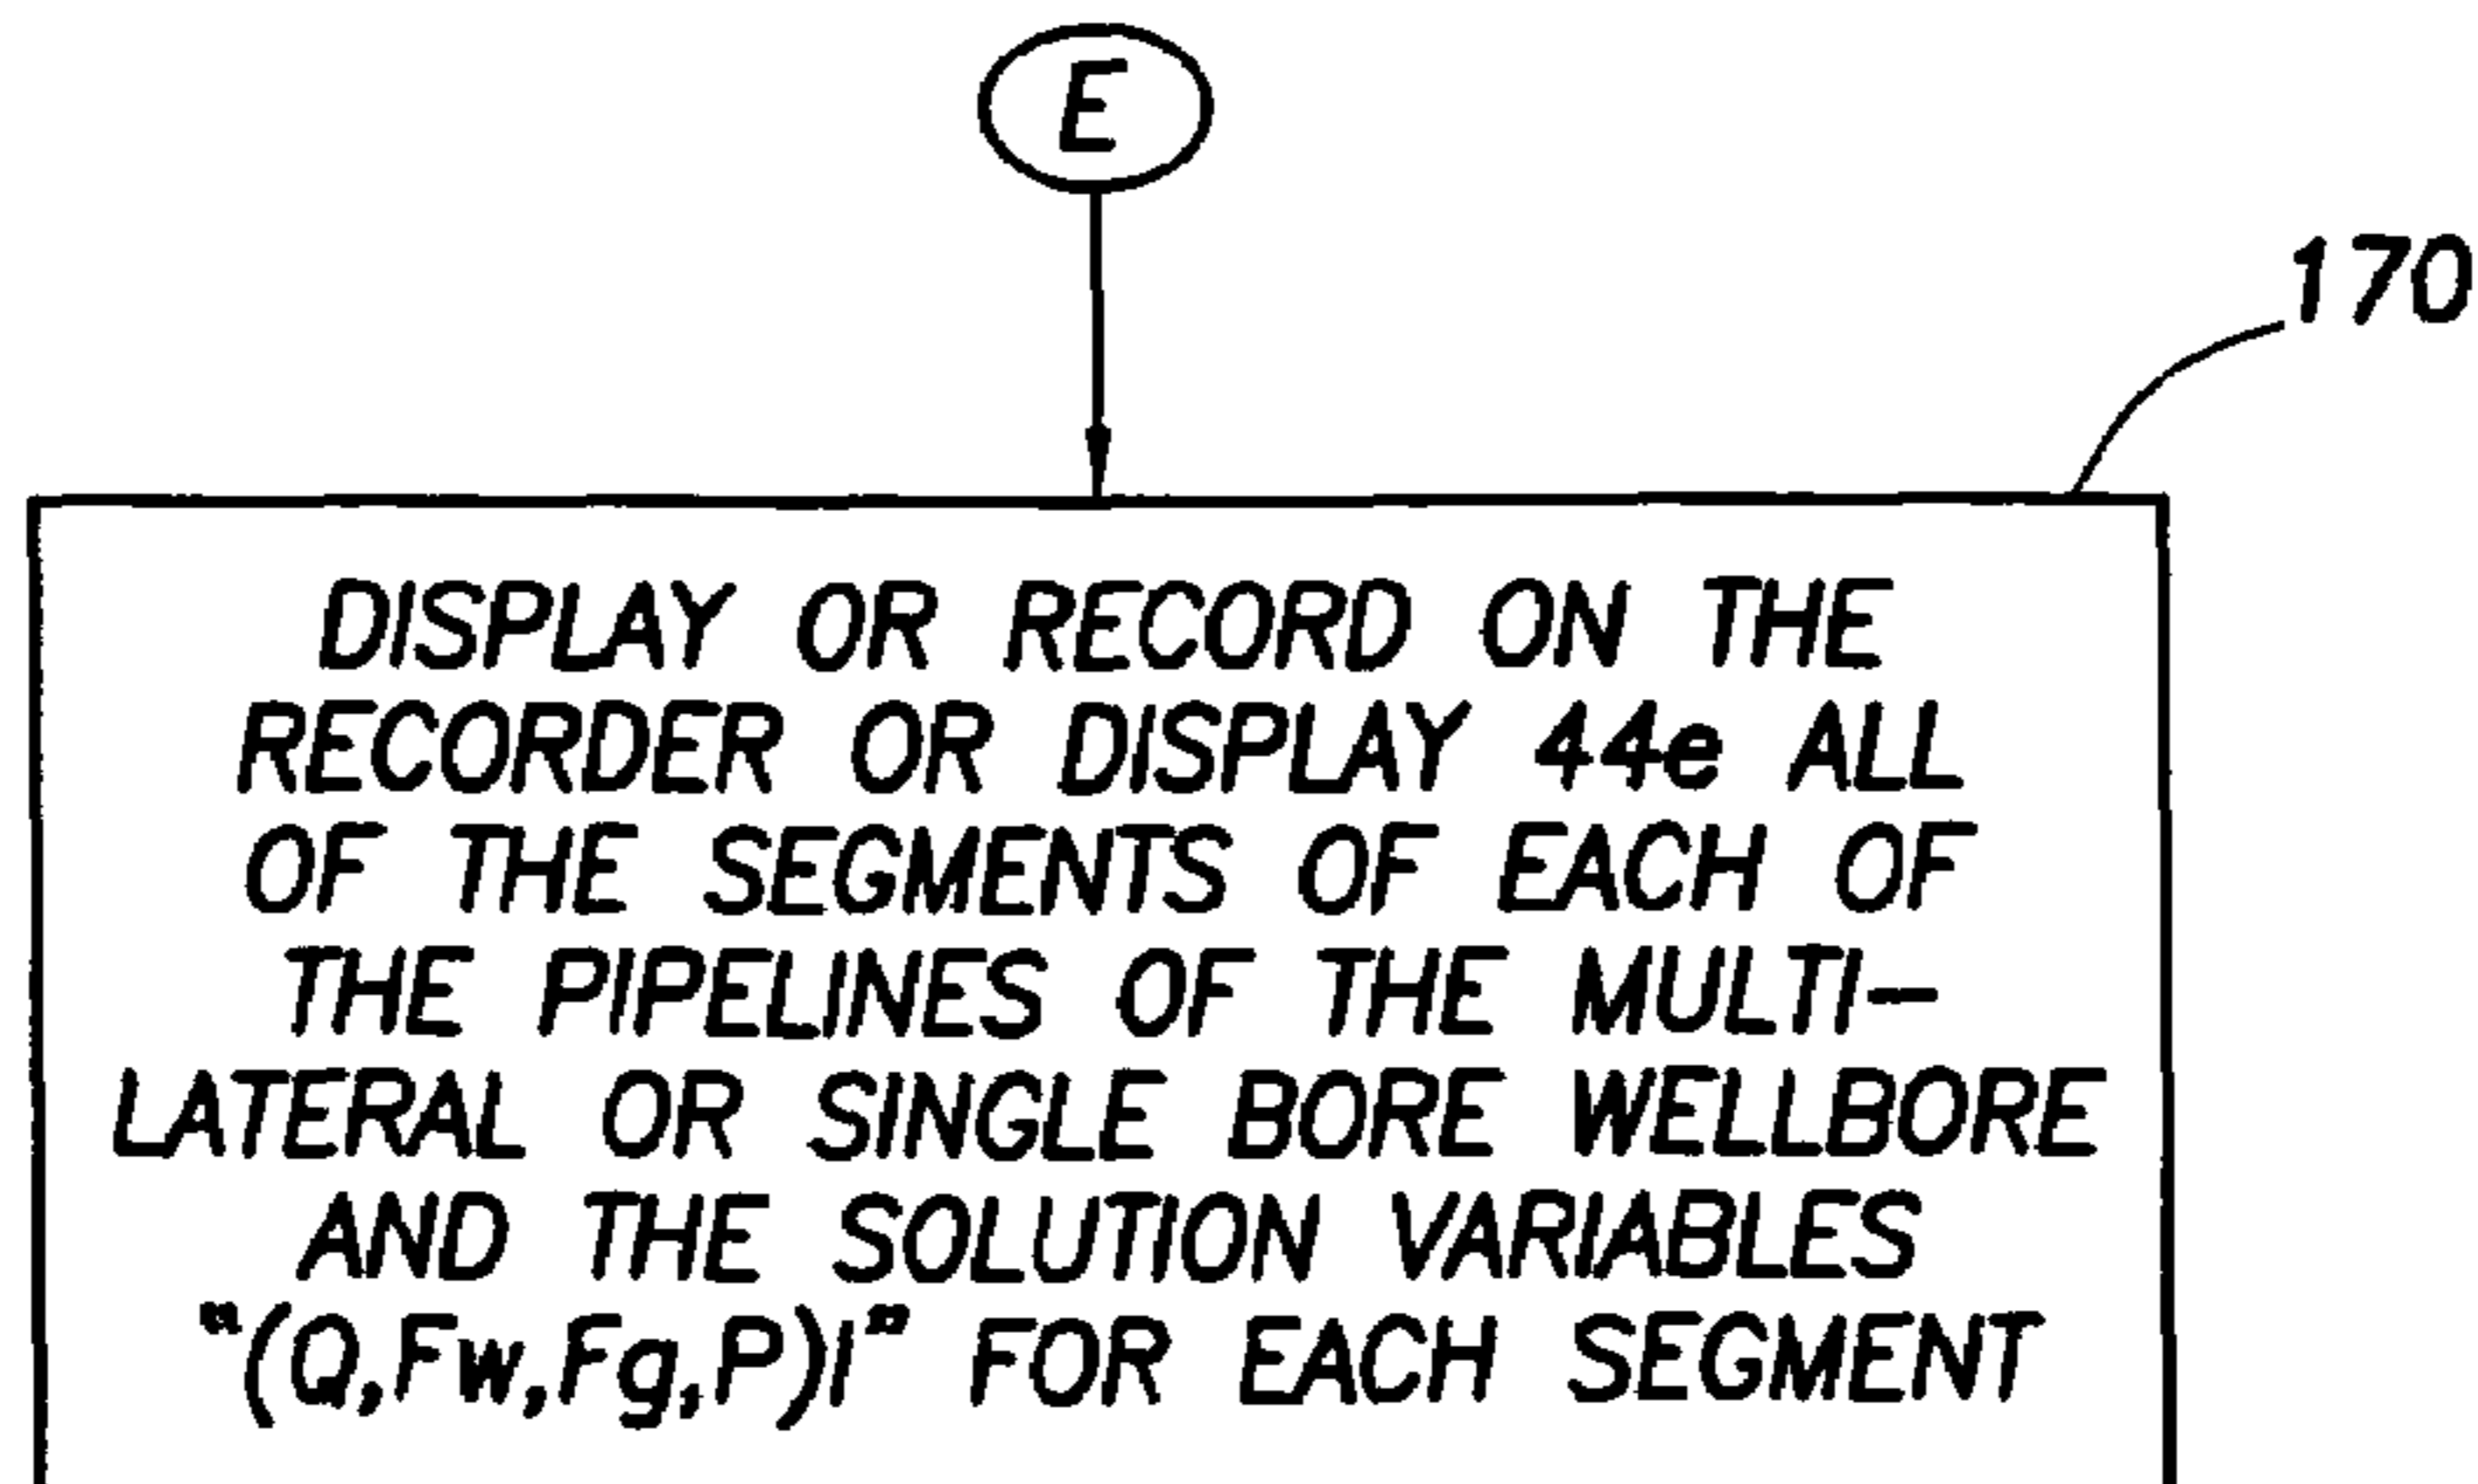 E
170
DISPLAY OR RECORD ON THE
RECORDER OR DISPLAY 44e ALL
OF THE SEGMENTS OF EACH OF
THE PIPELINES OF THE MULTI-
LATERAL OR SINGLE BORE WELLBORE
AND THE SOLUTION VARIABLES
"(Q,Fw,Fg,P)I" FOR EACH SEGMENT